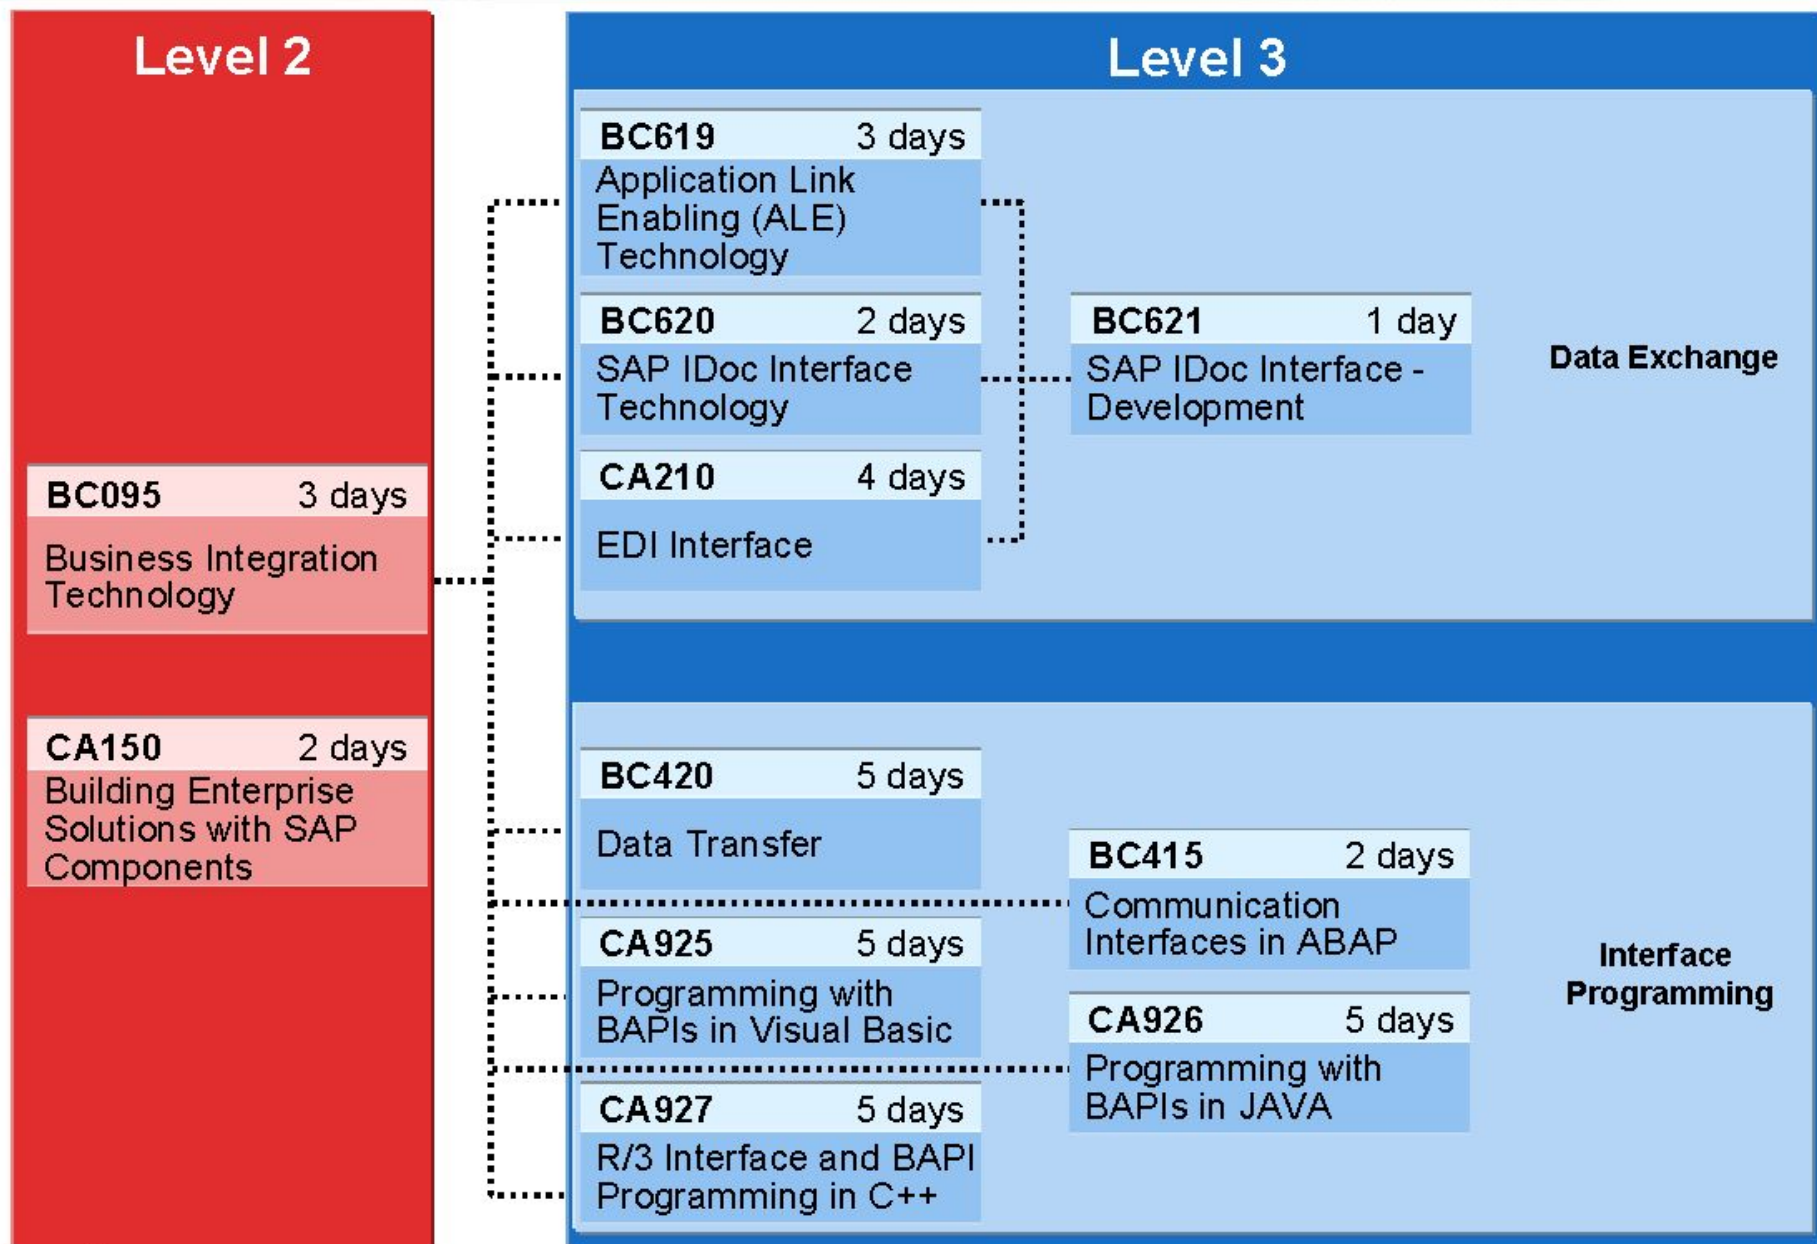 Level 2
BC095 3 days
Business Integration
Technology
CA150 2 days
Building Enterprise
Solutions with SAP
Components
Level 3
BC619 3 days
Application Link
Enabling (ALE)
Technology
BC620 2 days
SAP IDoc Interface
Technology
CA210 4 days
EDI Interface
BC621 1 day
SAP IDoc Interface -
Development
Data Exchange
BC420 5 days
Data Transfer
BC415 2 days
Communication
Interfaces in ABAP
CA925 5 days
Programming with
BAPIs in Visual Basic
CA926 5 days
Programming with
BAPIs in JAVA
CA927 5 days
R/3 Interface and BAPI
Programming in C++
Interface
Programming